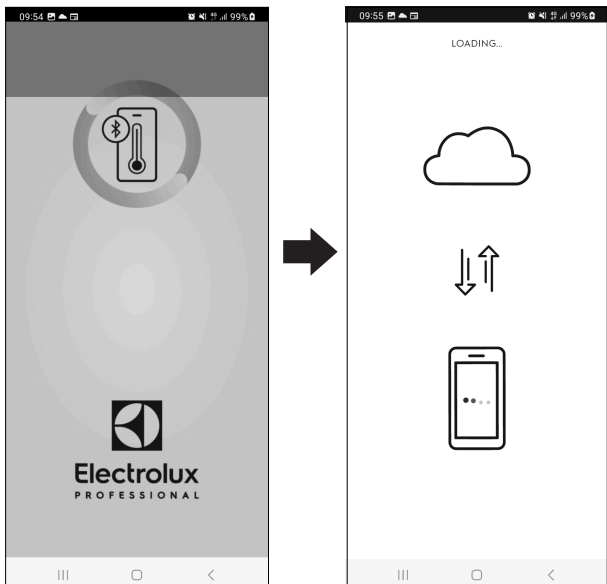 09:54
99%
Electrolux
PROFESSIONAL
09:55
99%
LOADING...